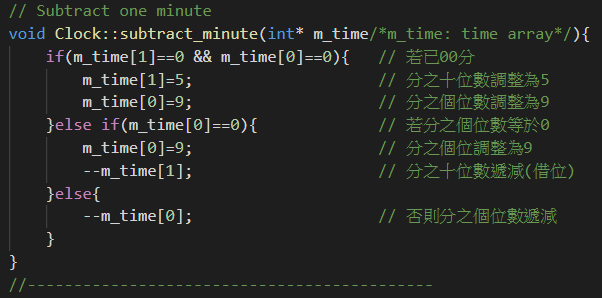 // Subtract one minute
void Clock::subtract_minute(int* m_time/*m_time: time array*/){
    if(m_time[1]==0 && m_time[0]==0){   // 若已00分
        m_time[1]=5;                    // 分之十位數調整為5
        m_time[0]=9;                    // 分之個位數調整為9
    }else if(m_time[0]==0){             // 若分之個位數等於0
        m_time[0]=9;                    // 分之個位調整為9
        --m_time[1];                    // 分之十位數遞減(借位)
    }else{
        --m_time[0];                    // 否則分之個位數遞減
    }
}
//--------------------------------------------